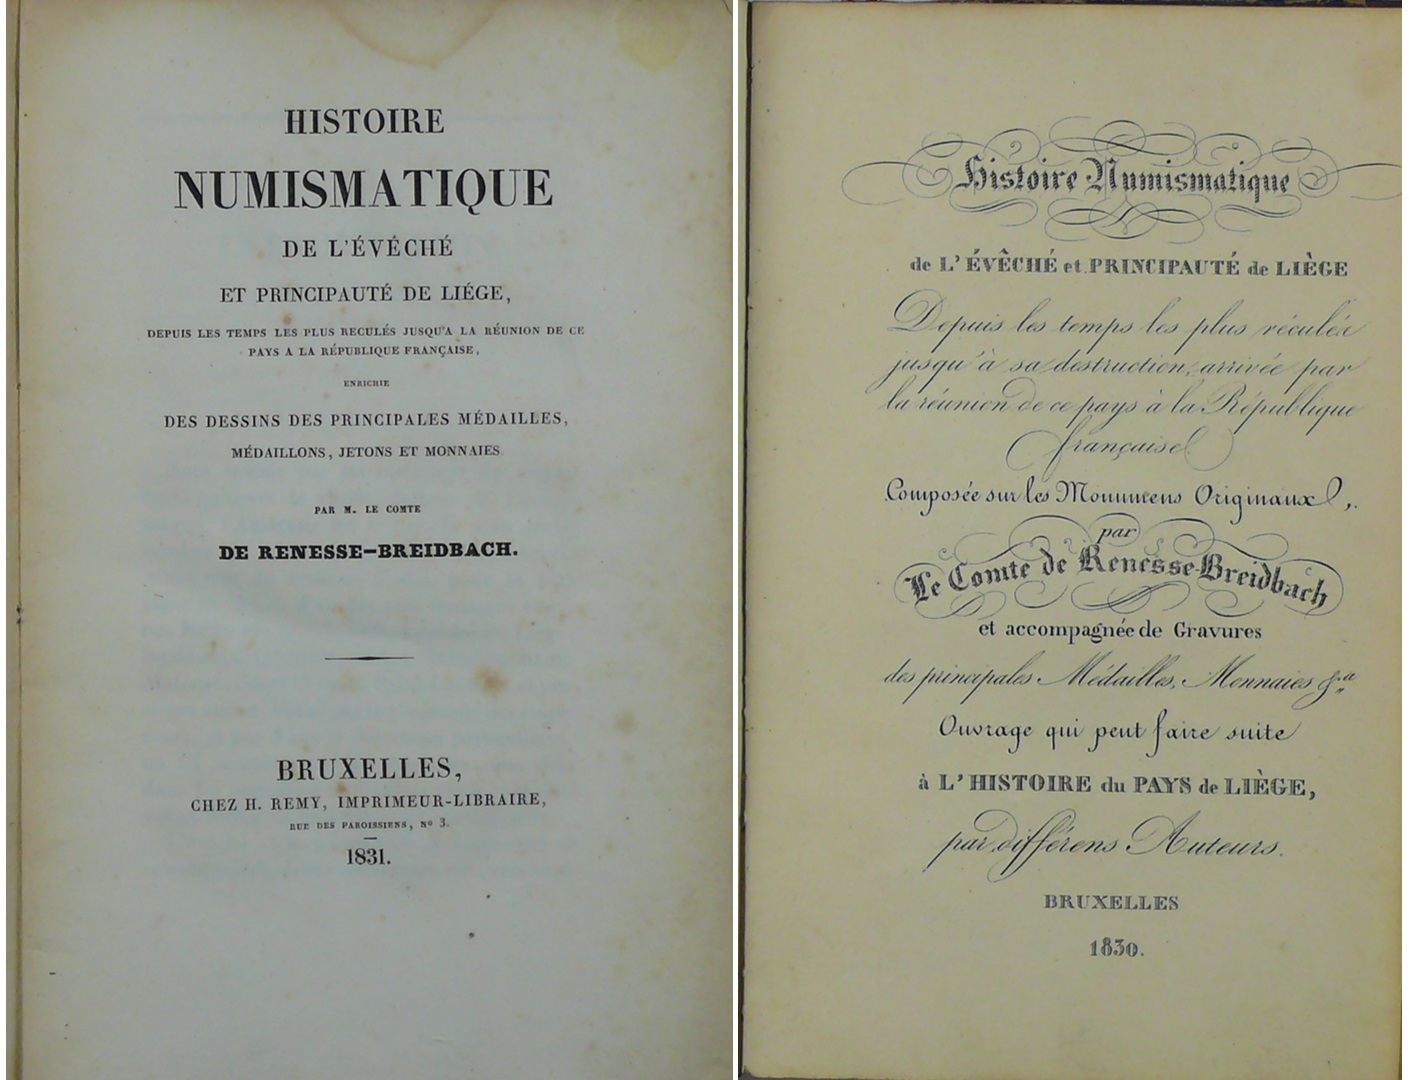 HISTOIRE
NUMISMATIQUE
DE L'ÉVÊCHÉ
ET PRINCIPAUTÉ DE LIÉGE,
DEPUIS LES TEMPS LES PLUS RECULÉS JUSQU'A LA RÉUNION DE CE
PAYS A LA RÉPUBLIQUE FRANÇAISE,
ENRICHIE
DES DESSINS DES PRINCIPALES MÉDAILLES,
MÉDAILLONS, JETONS ET MONNAIES
PAR M. LE COMTE
DE RENESSE-BREIDBACH.
BRUXELLES,
CHEZ H. REMY, IMPRIMEUR-LIBRAIRE,
RUE DES PAROISSIENS, Nº 3.
1831.
Histoire Numismatique
de L'ÉVÊCHÉ et PRINCIPAUTÉ de LIÈGE
Depuis les temps les plus réculés
jusqu'à sa destruction, arrivée par
la réunion de ce pays à la République
française
Composée sur les Monumens Originaux,
par
Le Comte de Renesse-Breidbach
et accompagnée de Gravures
des principales Médailles, Monnaies &a
Ouvrage qui peut faire suite
à L'HISTOIRE du PAYS de LIÈGE,
par différens Auteurs.
BRUXELLES
1830.